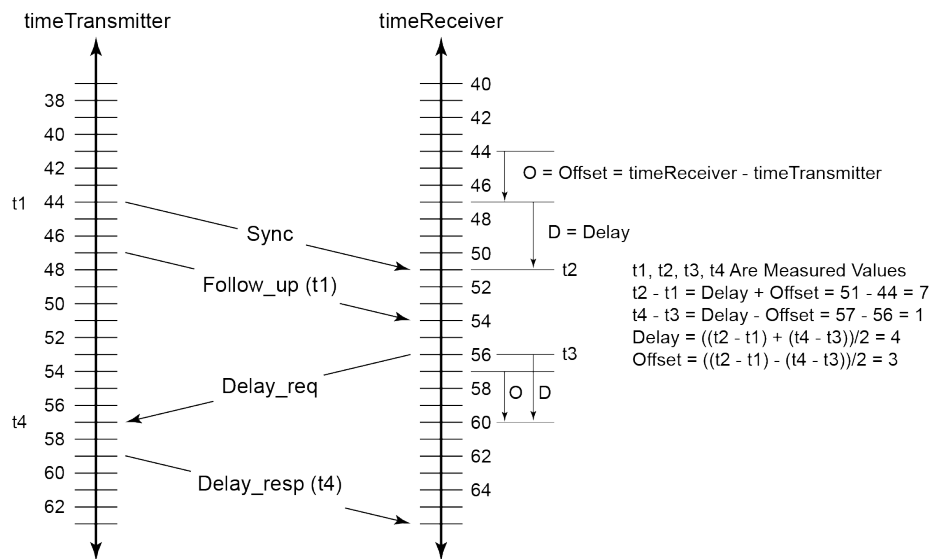 timeTransmitter
timeReceiver
38
40
42
t1
44
46
48
50
52
54
56
t4
58
60
62
Sync
Follow_up (t1)
Delay_req
Delay_resp (t4)
40
42
44
46
48
50
t2
52
54
56
t3
58
60
62
64
O = Offset = timeReceiver - timeTransmitter
D = Delay
O
D
t1, t2, t3, t4 Are Measured Values
t2 - t1 = Delay + Offset = 51 - 44 = 7
t4 - t3 = Delay - Offset = 57 - 56 = 1
Delay = ((t2 - t1) + (t4 - t3))/2 = 4
Offset = ((t2 - t1) - (t4 - t3))/2 = 3